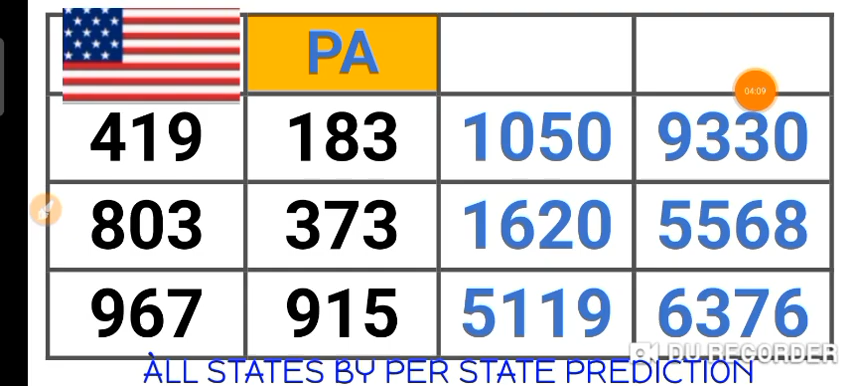 PA
04:09
419 183 1050 9330
803 373 1620 5568
967 915 5119 6376
DU RECORDER
ÀLL STATES BY PER STATE PREDICTION